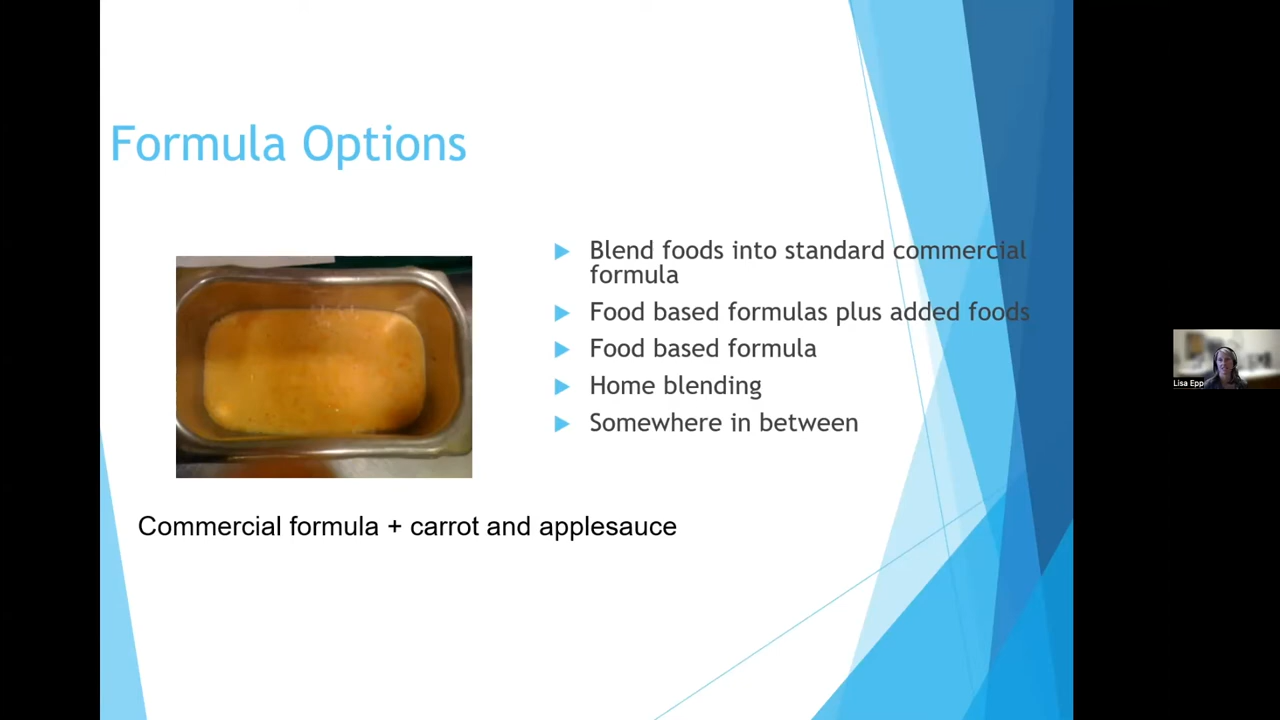 Formula Options
Blend foods into standard commercial
formula
Food based formulas plus added foods
Food based formula
Home blending
Somewhere in between
Commercial formula + carrot and applesauce
Lisa Epp